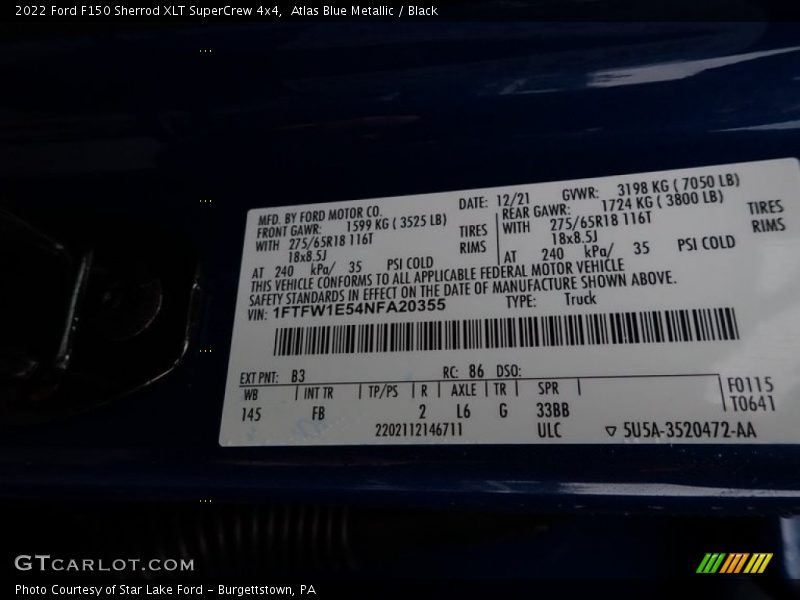 2022 Ford F150 Sherrod XLT SuperCrew 4x4, Atlas Blue Metallic / Black
MFD. BY FORD MOTOR CO. DATE: 12/21 GVWR: 3198 KG ( 7050 LB)
FRONT GAWR: 1599 KG ( 3525 LB) REAR GAWR: 1724 KG ( 3800 LB)
WITH 275/65R18 116T TIRES WITH 275/65R18 116T TIRES
18x8.5J RIMS 18x8.5J RIMS
AT 240 kPa/ 35 PSI COLD AT 240 kPa/ 35 PSI COLD
THIS VEHICLE CONFORMS TO ALL APPLICABLE FEDERAL MOTOR VEHICLE
SAFETY STANDARDS IN EFFECT ON THE DATE OF MANUFACTURE SHOWN ABOVE.
VIN: 1FTFW1E54NFA20355 TYPE: Truck
EXT PNT: B3 RC: 86 DSO:
WB INT TR TP/PS R AXLE TR SPR F0115
145 FB 2 L6 G 33BB T0641
2202112146711 ULC ▽ 5U5A-3520472-AA
GTCARLOT.COM
Photo Courtesy of Star Lake Ford - Burgettstown, PA